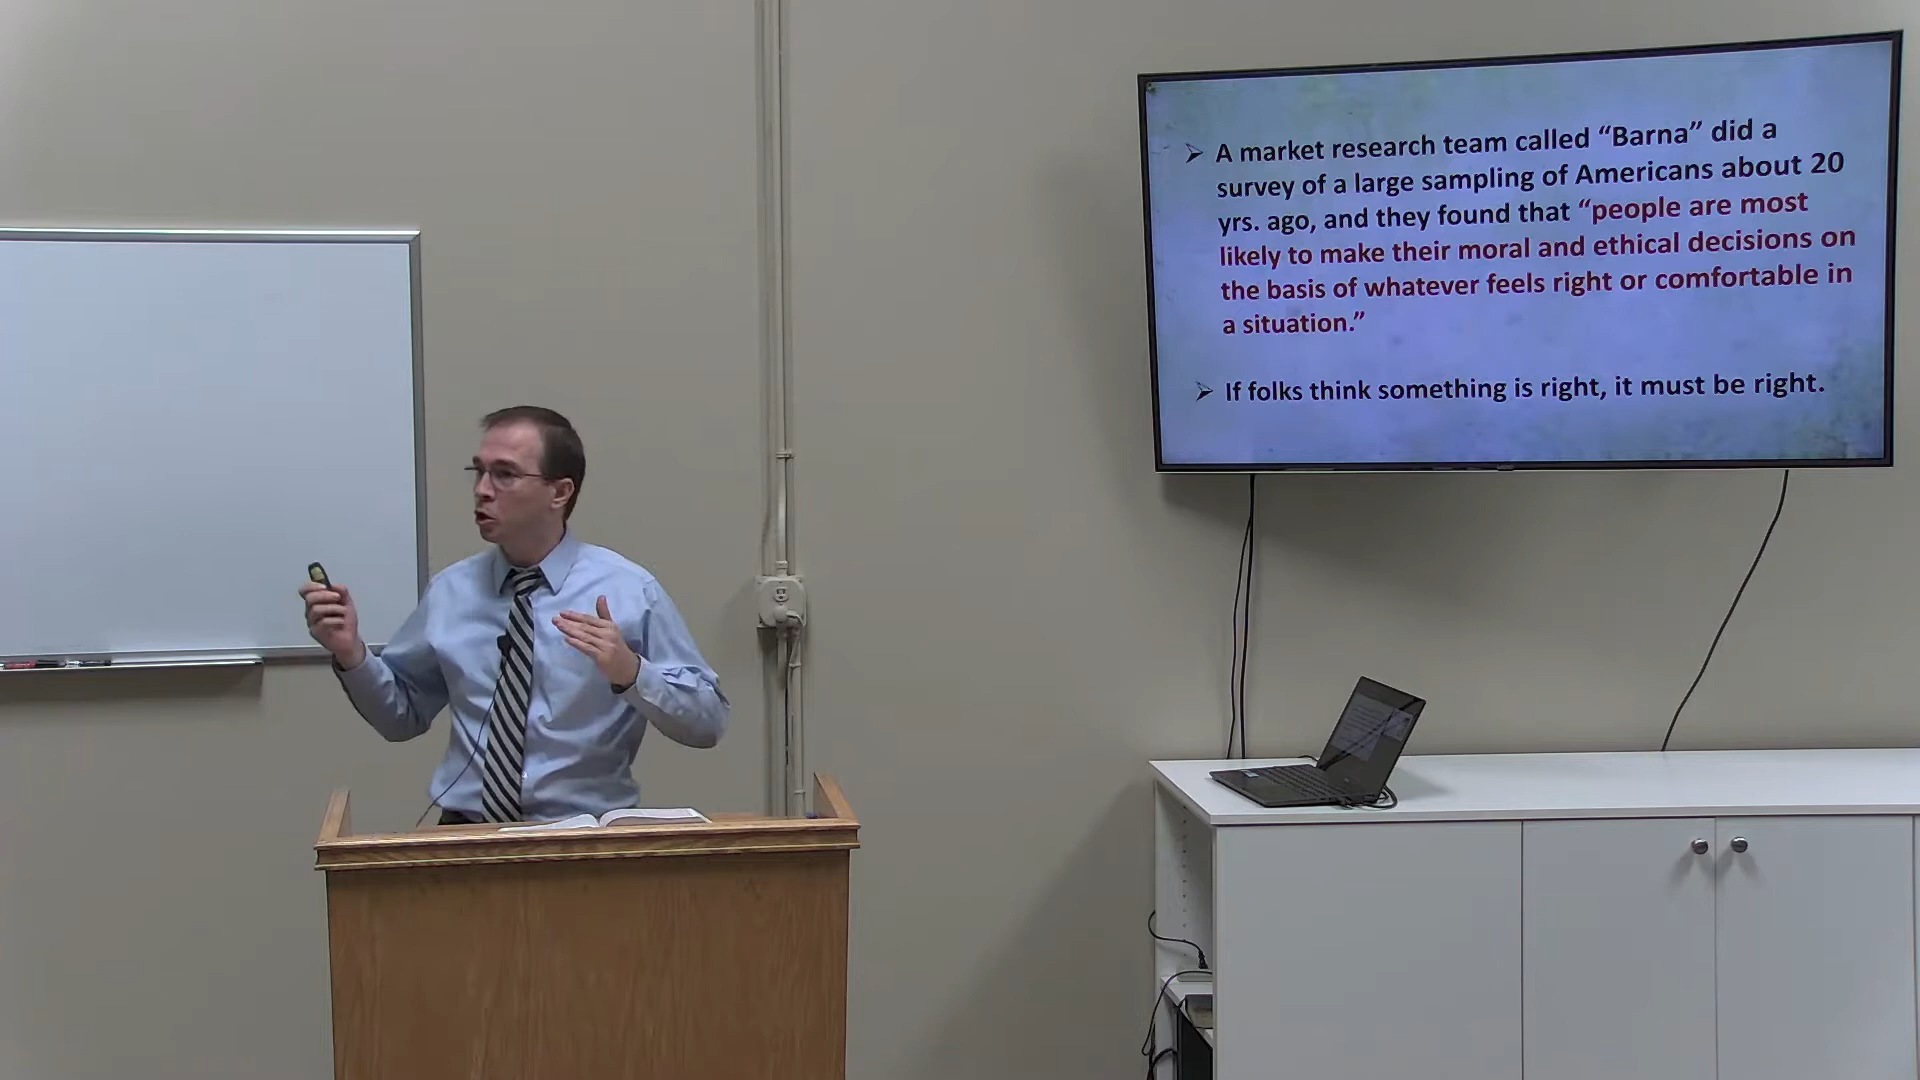 A market research team called “Barna” did a
survey of a large sampling of Americans about 20
yrs. ago, and they found that “people are most
likely to make their moral and ethical decisions on
the basis of whatever feels right or comfortable in
a situation.”
If folks think something is right, it must be right.